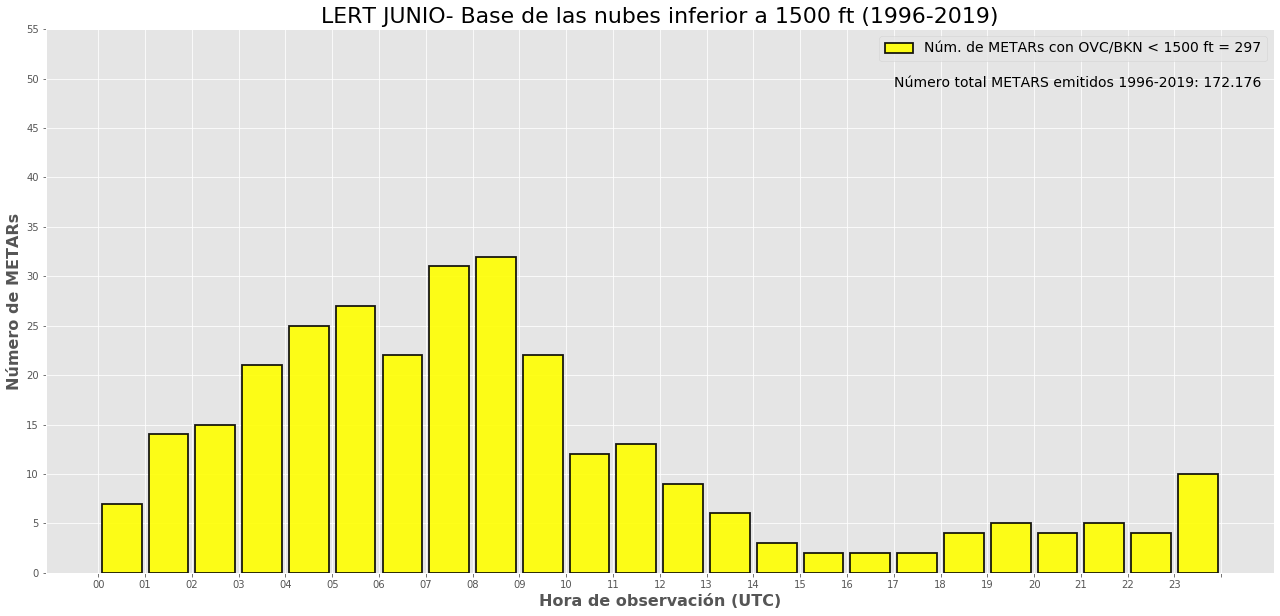 LERT JUNIO- Base de las nubes inferior a 1500 ft (1996-2019)
Núm. de METARs con OVC/BKN < 1500 ft = 297
Número total METARS emitidos 1996-2019: 172.176
Número de METARs
55
50
45
40
35
30
25
20
15
10
5
0
00 01 02 03 04 05 06 07 08 09 10 11 12 13 14 15 16 17 18 19 20 21 22 23
Hora de observación (UTC)